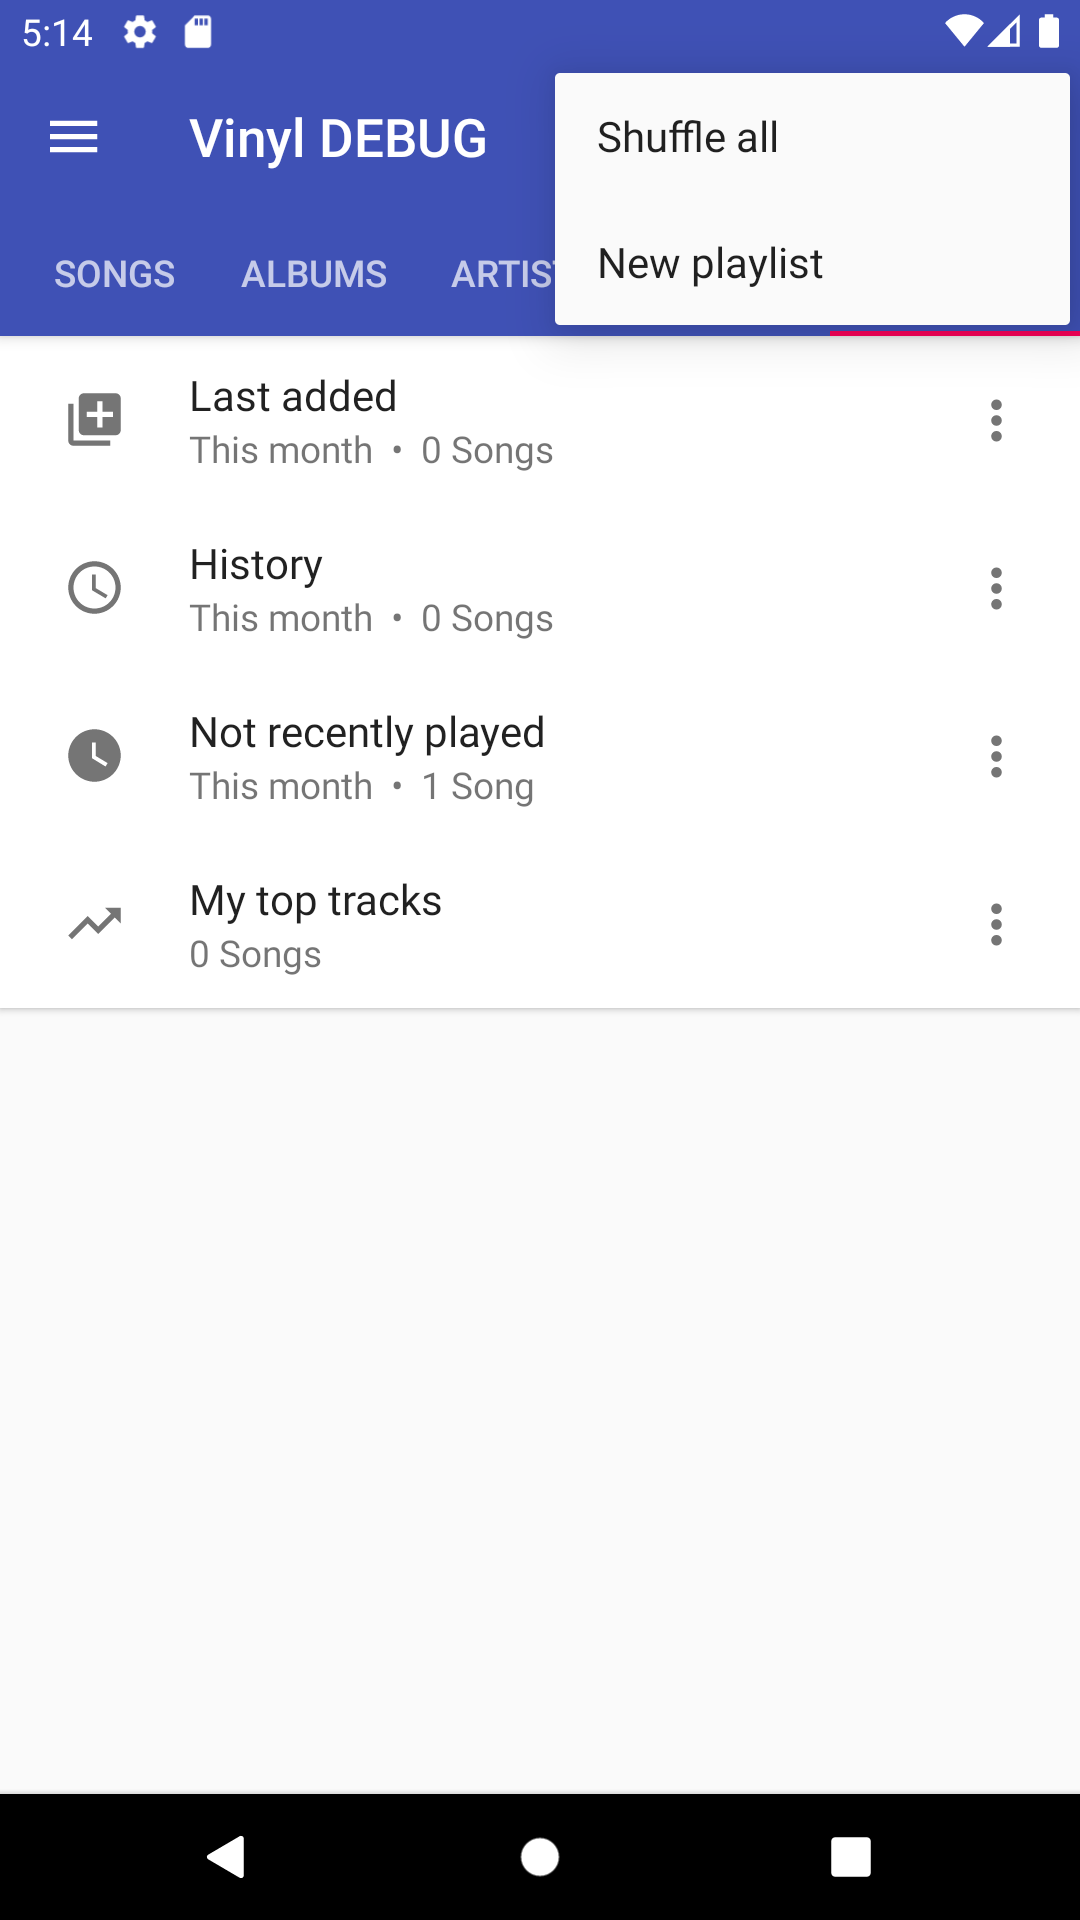 5:14
Vinyl DEBUG
Shuffle all
New playlist
SONGS ALBUMS
Last added
This month • 0 Songs
History
This month • 0 Songs
Not recently played
This month • 1 Song
My top tracks
0 Songs